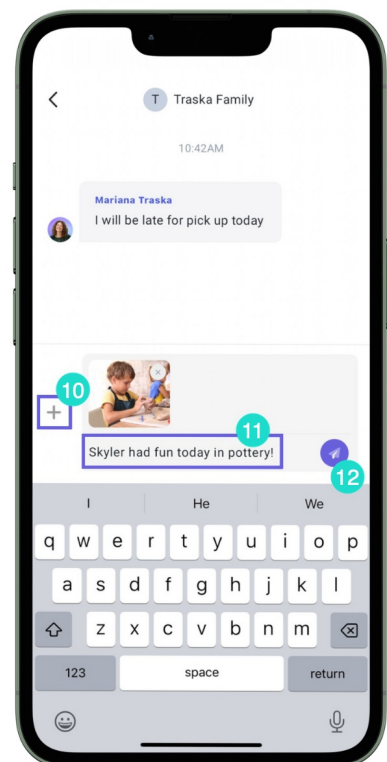 T Traska Family
10:42AM
Mariana Traska
I will be late for pick up today
10
+
11
Skyler had fun today in pottery!
12
I He We
q w e r t y u i o p
a s d f g h j k l
z x c v b n m
123 space return